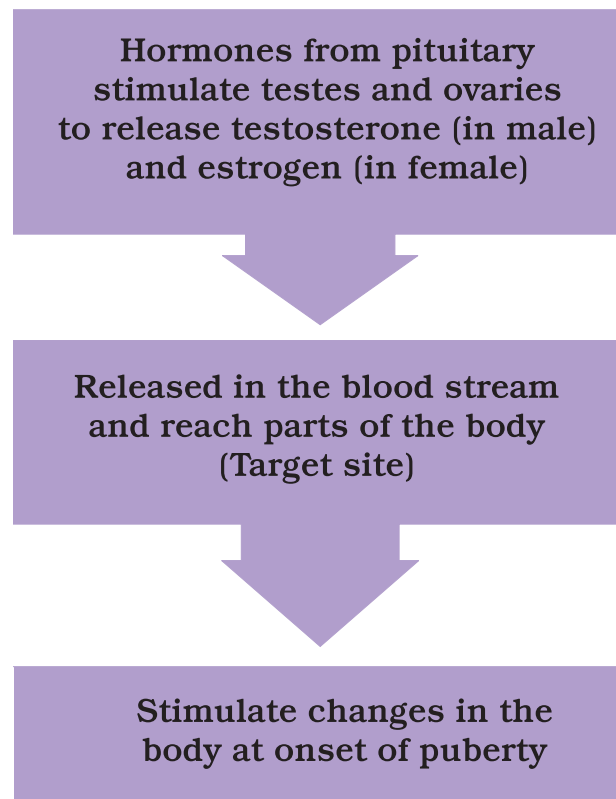 Hormones from pituitary
stimulate testes and ovaries
to release testosterone (in male)
and estrogen (in female)
Released in the blood stream
and reach parts of the body
(Target site)
Stimulate changes in the
body at onset of puberty